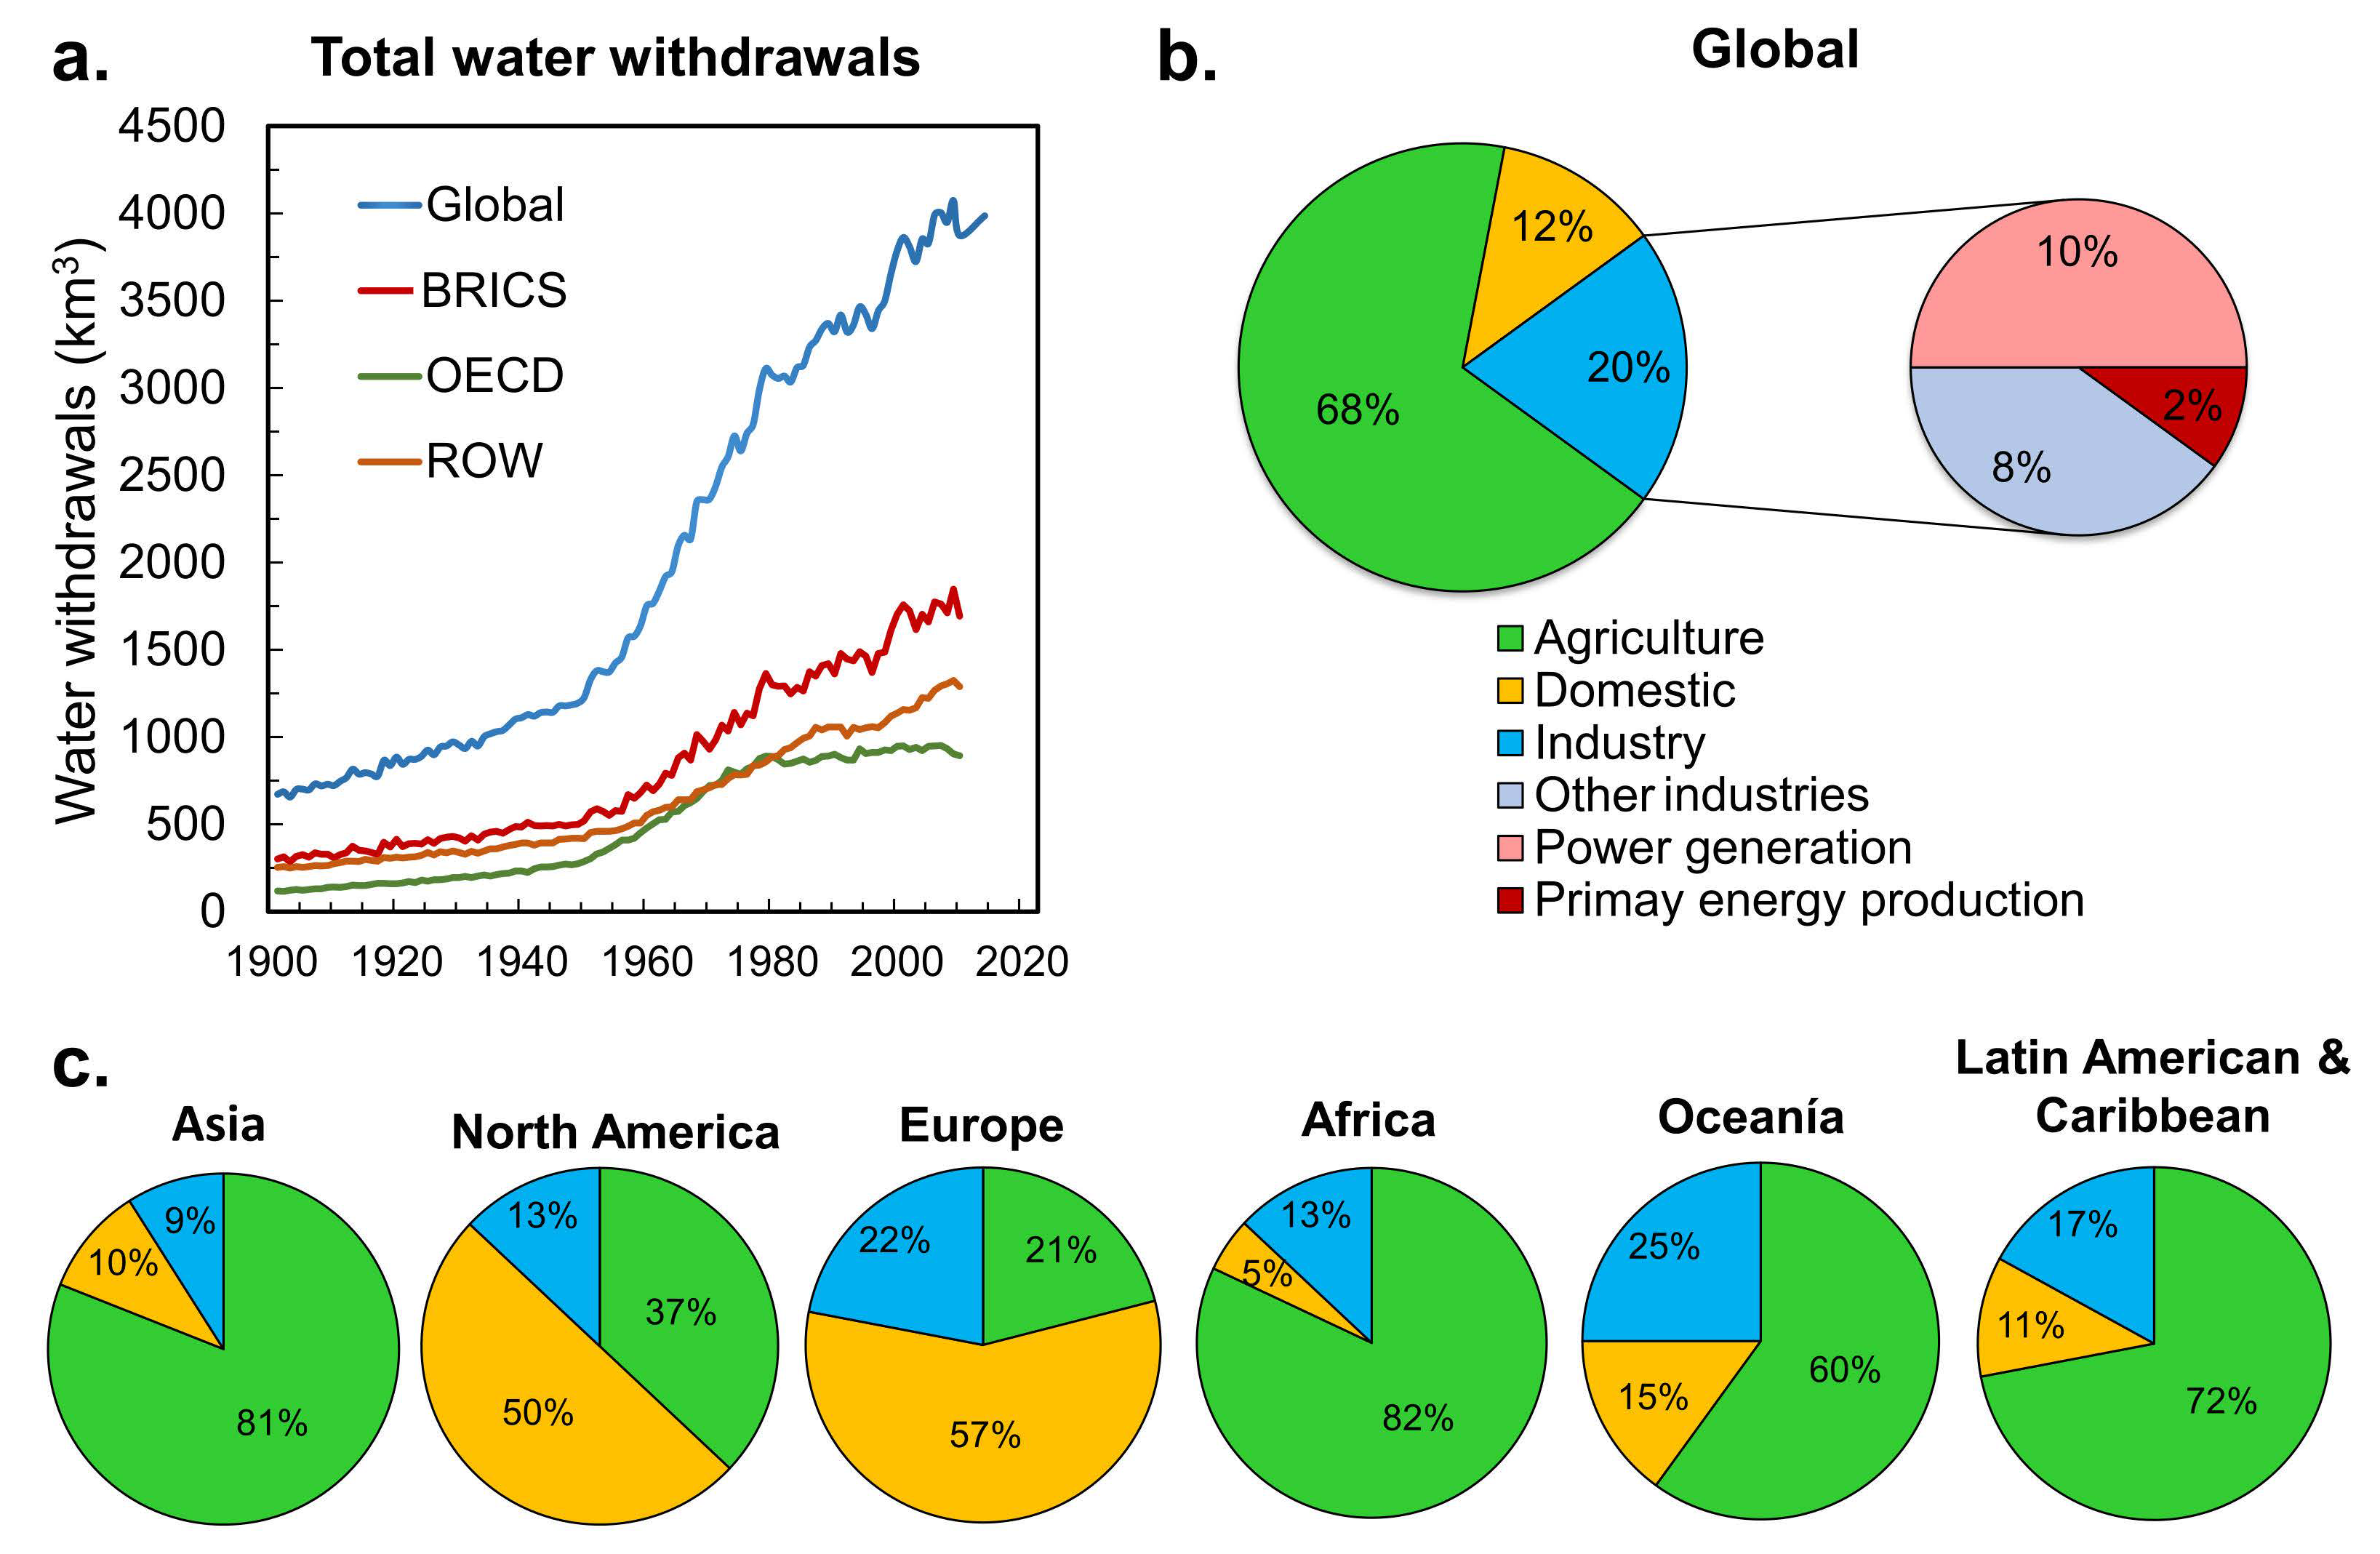 a.
Total water withdrawals
Water withdrawals (km³)
4500
4000
3500
3000
2500
2000
1500
1000
500
0
1900 1920 1940 1960 1980 2000 2020
Global
BRICS
OECD
ROW
b.
Global
12%
20%
68%
10%
2%
8%
Agriculture
Domestic
Industry
Other industries
Power generation
Primay energy production
c.
Asia
9%
10%
81%
North America
13%
37%
50%
Europe
22%
21%
57%
Africa
13%
5%
82%
Oceanía
25%
60%
15%
Latin American &
Caribbean
17%
11%
72%